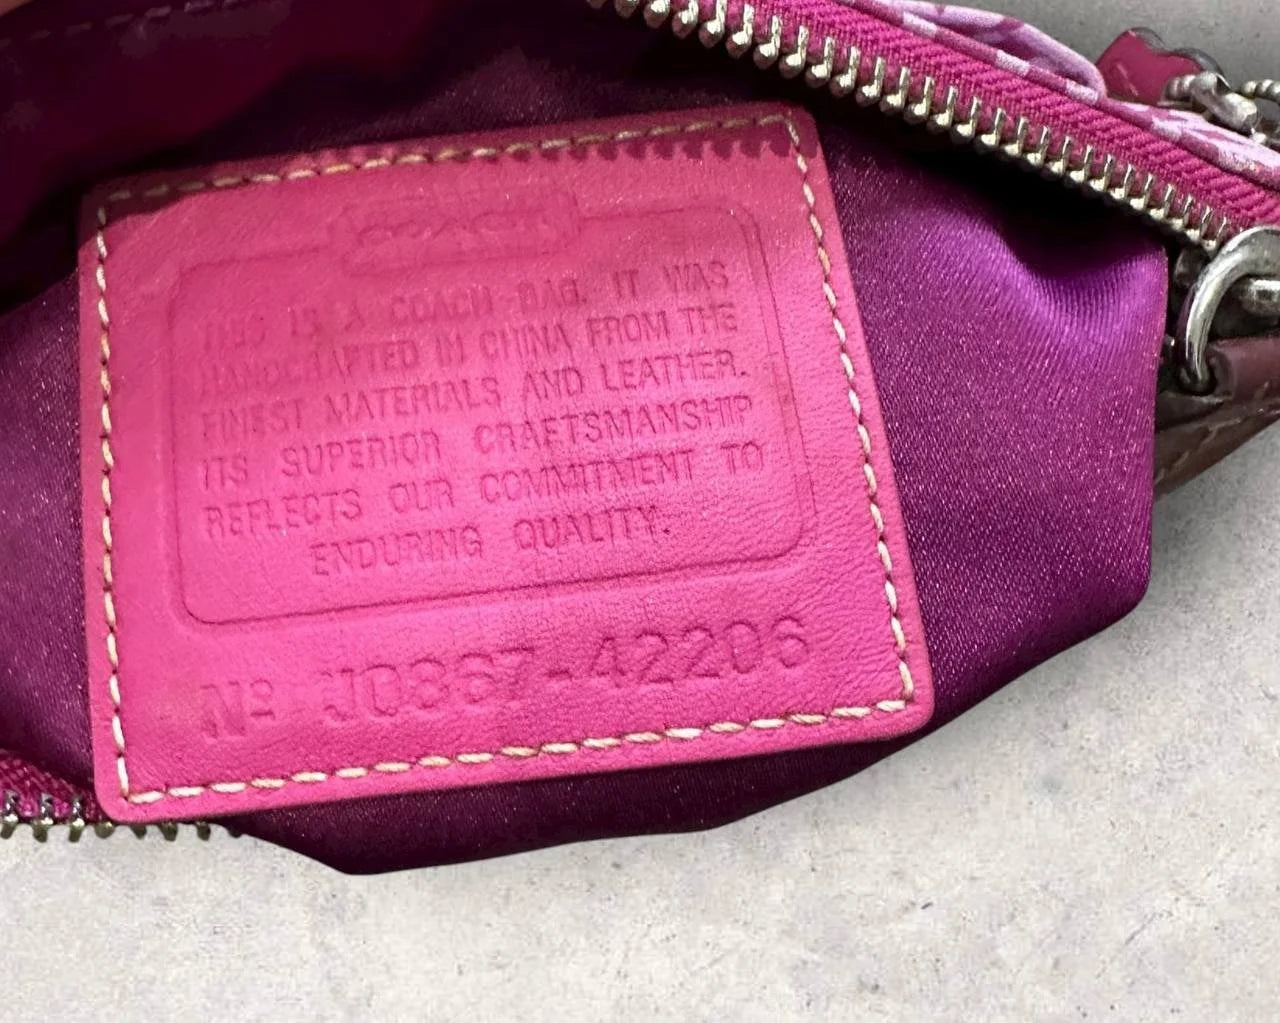 COACH
THIS IS A COACH BAG. IT WAS
HANDCRAFTED IN CHINA FROM THE
FINEST MATERIALS AND LEATHER.
ITS SUPERIOR CRAFTSMANSHIP
REFLECTS OUR COMMITMENT TO
ENDURING QUALITY.
Nº J0867-42206